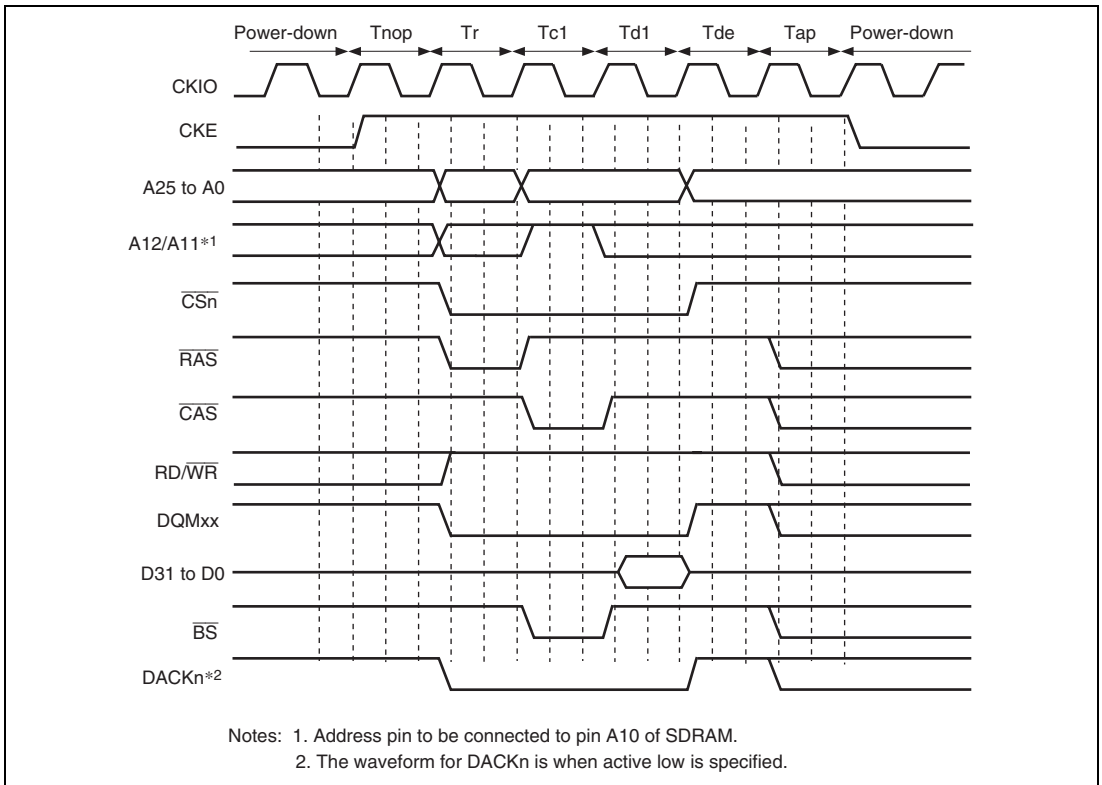 Power-down Tnop Tr Tc1 Td1 Tde Tap Power-down
CKIO
CKE
A25 to A0
A12/A11*1
CSn
RAS
CAS
RD/WR
DQMxx
D31 to D0
BS
DACKn*2
Notes: 1. Address pin to be connected to pin A10 of SDRAM.
2. The waveform for DACKn is when active low is specified.